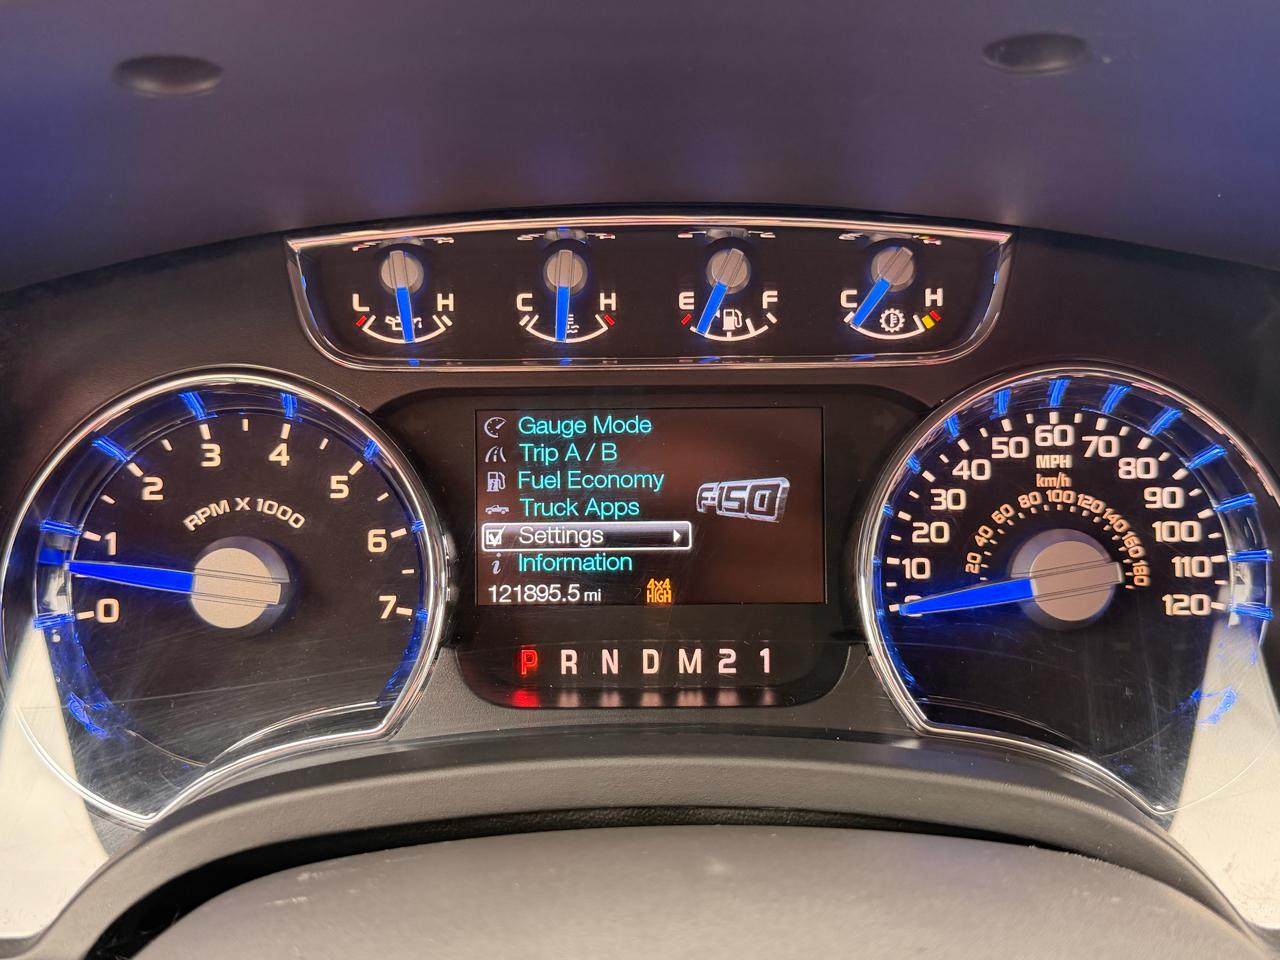 L H
C H
E F
C H
Gauge Mode
Trip A / B
Fuel Economy
Truck Apps
Settings
Information
121895.5 mi
4x4
HIGH
F-150
P R N D M 2 1
0 1 2 3 4 5 6 7
RPM X 1000
10 20 30 40 50 60 70 80 90 100 110 120
MPH
km/h
20 40 60 80 100 120 140 160 180